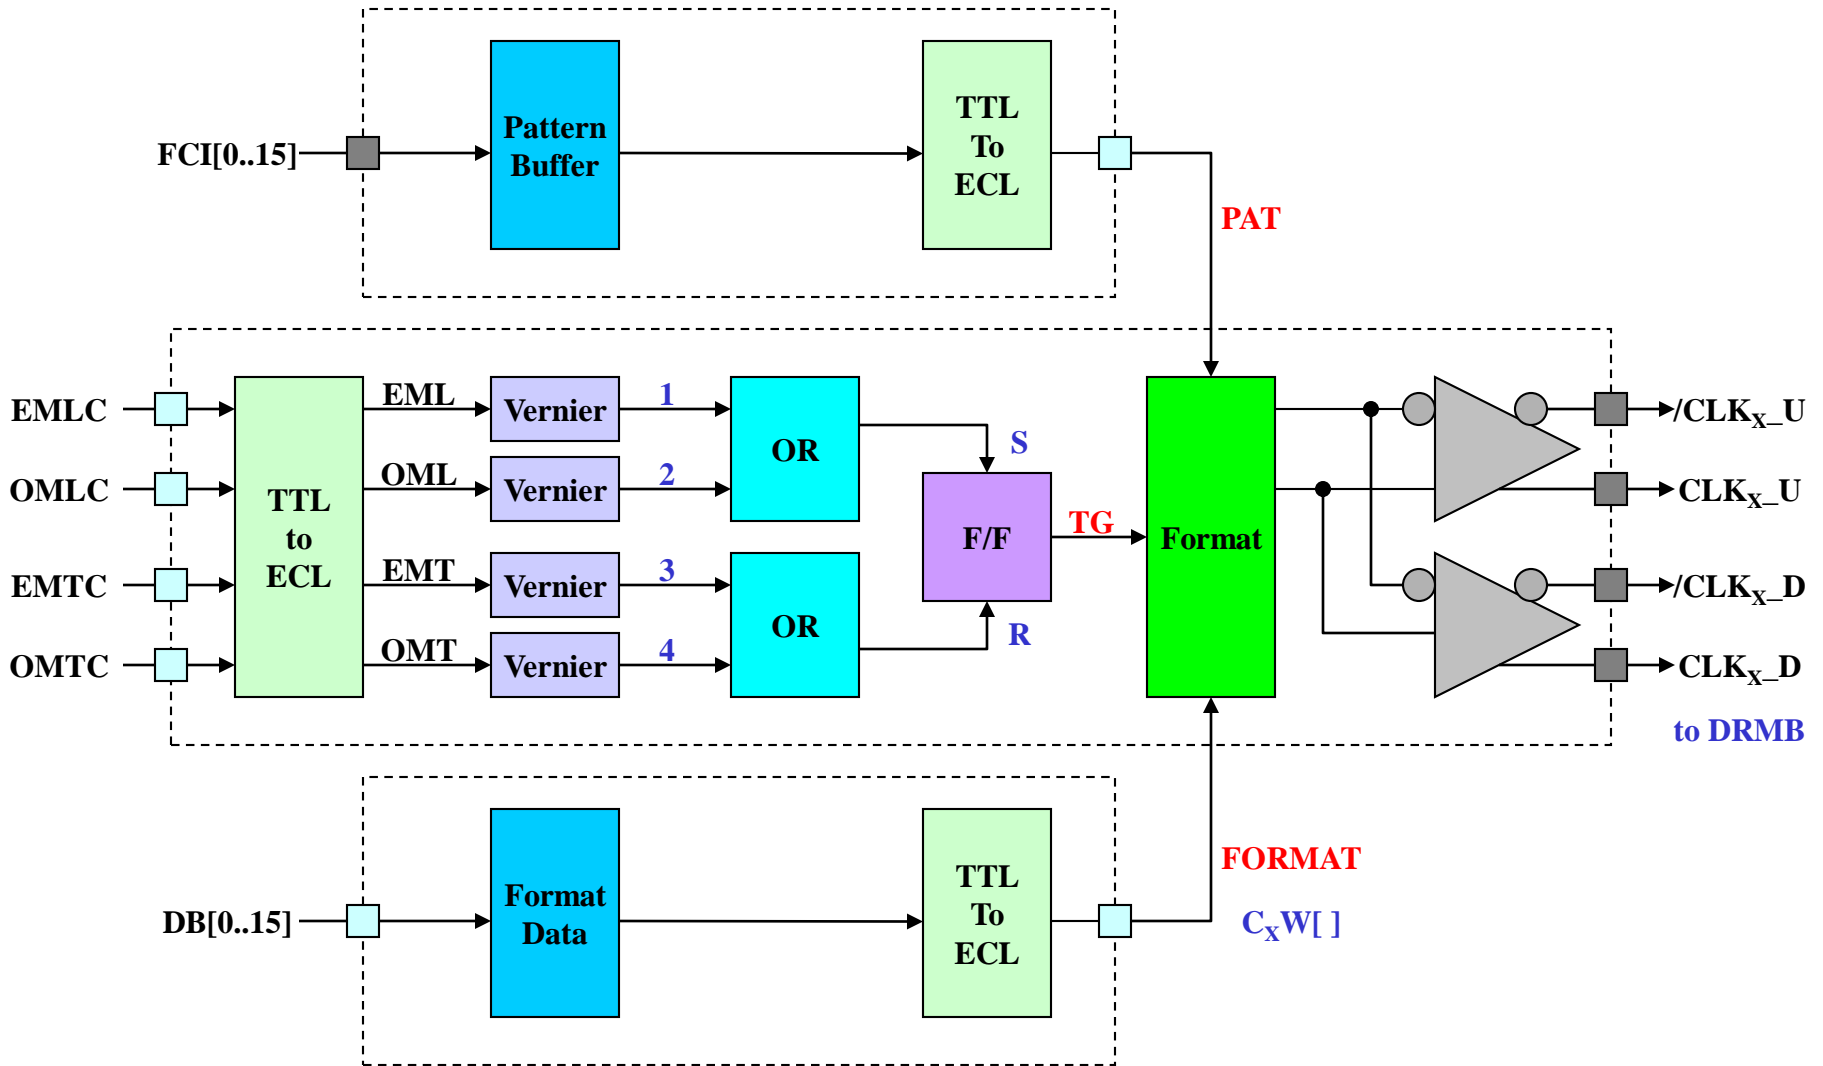 FCI[0..15]
Pattern
Buffer
TTL
To
ECL
PAT
EMLC
OMLC
EMTC
OMTC
TTL
to
ECL
EML
OML
EMT
OMT
Vernier
Vernier
Vernier
Vernier
1
2
3
4
OR
OR
S
R
F/F
TG
Format
/CLKX_U
CLKX_U
/CLKX_D
CLKX_D
to DRMB
DB[0..15]
Format
Data
TTL
To
ECL
FORMAT
CXW[ ]